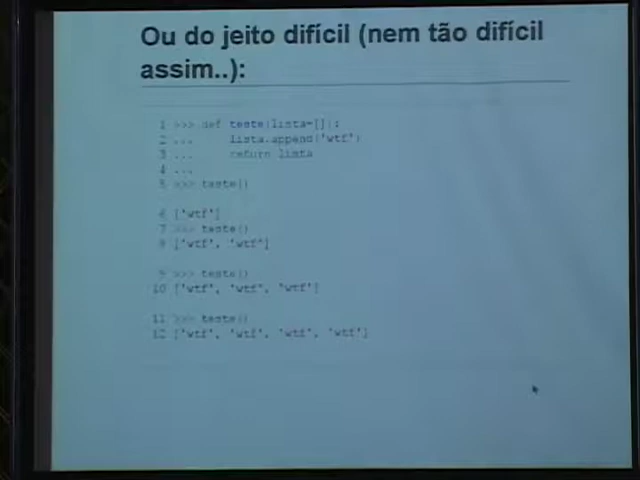 Ou do jeito difícil (nem tão difícil
assim..):
1 >>> def teste(lista=[]):
2 ... lista.append('wtf')
3 ... return lista
4 ...
5 >>> teste()
6 ['wtf']
7 >>> teste()
8 ['wtf', 'wtf']
9 >>> teste()
10 ['wtf', 'wtf', 'wtf']
11 >>> teste()
12 ['wtf', 'wtf', 'wtf', 'wtf']